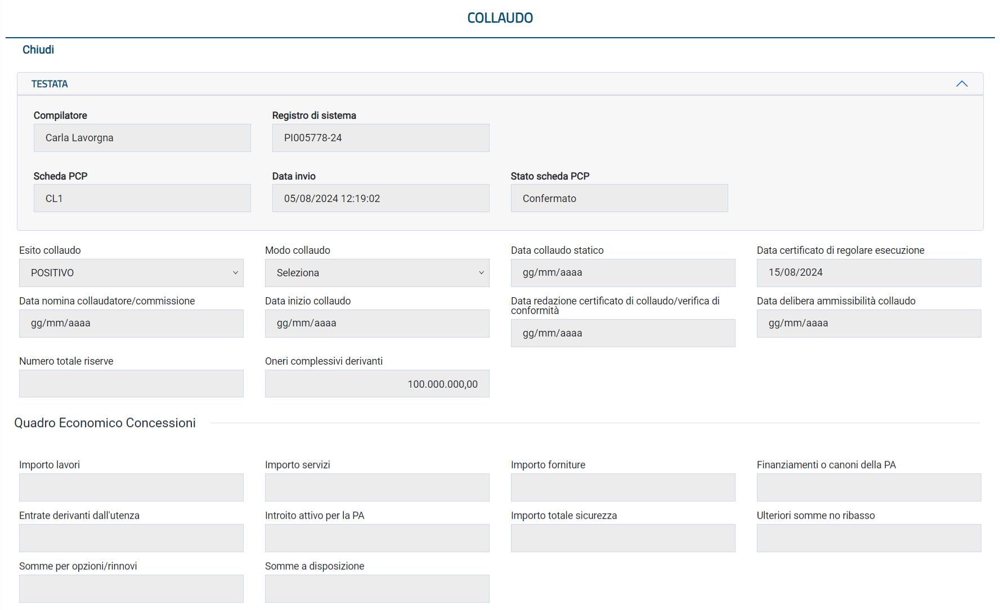 COLLAUDO
Chiudi
TESTATA
Compilatore
Registro di sistema
Carla Lavorgna
PI005778-24
Scheda PCP
Data invio
Stato scheda PCP
CL1
05/08/2024 12:19:02
Confermato
Esito collaudo
Modo collaudo
Data collaudo statico
Data certificato di regolare esecuzione
POSITIVO
Seleziona
gg/mm/aaaa
15/08/2024
Data nomina collaudatore/commissione
Data inizio collaudo
Data redazione certificato di collaudo/verifica di
conformità
Data delibera ammissibilità collaudo
gg/mm/aaaa
gg/mm/aaaa
gg/mm/aaaa
gg/mm/aaaa
Numero totale riserve
Oneri complessivi derivanti
100.000.000,00
Quadro Economico Concessioni
Importo lavori
Importo servizi
Importo forniture
Finanziamenti o canoni della PA
Entrate derivanti dall'utenza
Introito attivo per la PA
Importo totale sicurezza
Ulteriori somme no ribasso
Somme per opzioni/rinnovi
Somme a disposizione